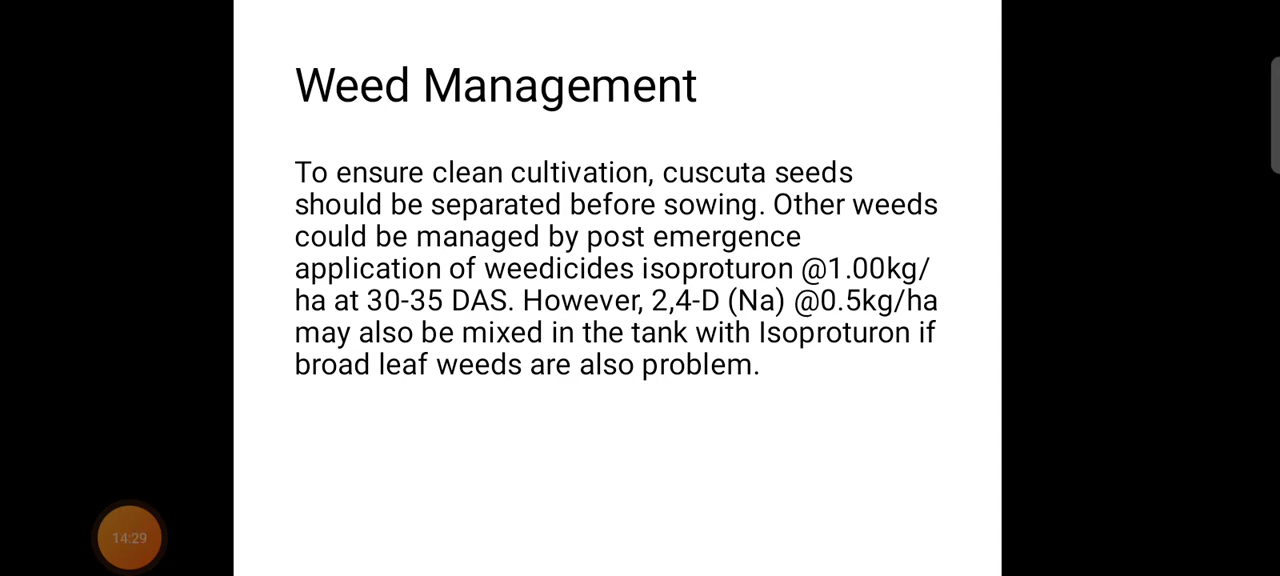 Weed Management
To ensure clean cultivation, cuscuta seeds
should be separated before sowing. Other weeds
could be managed by post emergence
application of weedicides isoproturon @1.00kg/
ha at 30-35 DAS. However, 2,4-D (Na) @0.5kg/ha
may also be mixed in the tank with Isoproturon if
broad leaf weeds are also problem.
14:29